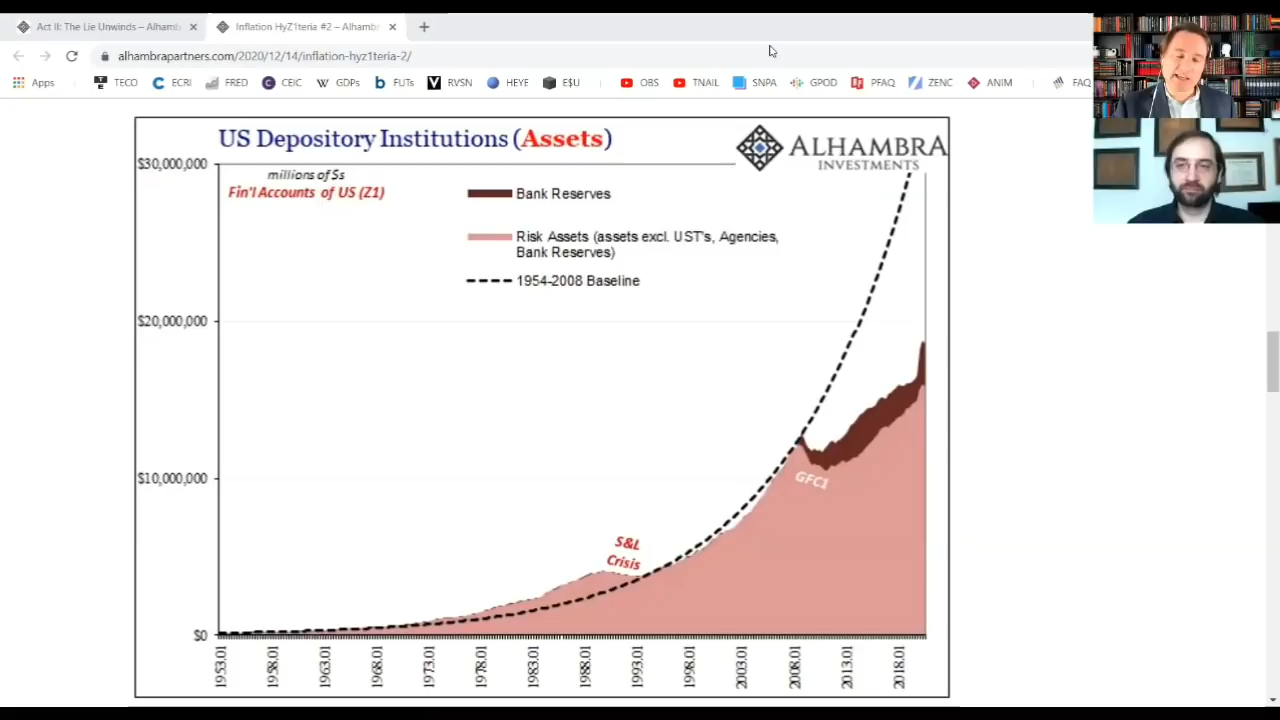 Act II: The Lie Unwinds – Alhamb
Inflation HyZ1teria #2 – Alhamb
alhambrapartners.com/2020/12/14/inflation-hyz1teria-2/
Apps TECO ECRI FRED CEIC GDPs Futs RVSN HEYE E$U OBS TNAIL SNPA GPOD PFAQ ZENC ANIM FAQ
US Depository Institutions (Assets)
ALHAMBRA
INVESTMENTS
$30,000,000
millions of $s
Fin'l Accounts of US (Z1)
Bank Reserves
Risk Assets (assets excl. UST's, Agencies,
Bank Reserves)
1954-2008 Baseline
$20,000,000
$10,000,000
GFC1
S&L
Crisis
$0
1953.01 1958.01 1963.01 1968.01 1973.01 1978.01 1983.01 1988.01 1993.01 1998.01 2003.01 2008.01 2013.01 2018.01